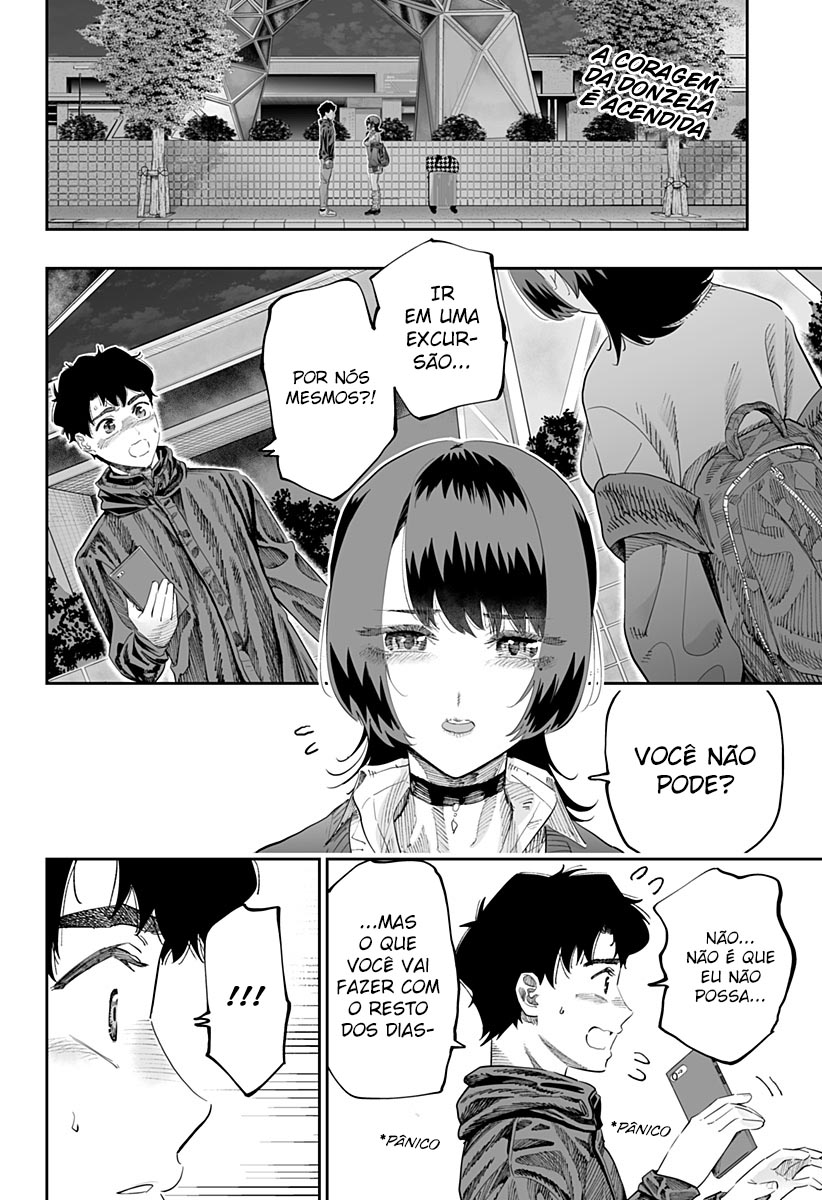 A CORAGEM
DA DONZELA
É ACENDIDA
IR
EM UMA
EXCUR-
SÃO...
POR NÓS
MESMOS?!
VOCÊ NÃO
PODE?
NÃO...
NÃO É QUE
EU NÃO
POSSA...
*PÂNICO
...MAS
O QUE
VOCÊ VAI
FAZER COM
O RESTO
DOS DIAS-
*PÂNICO
!!!